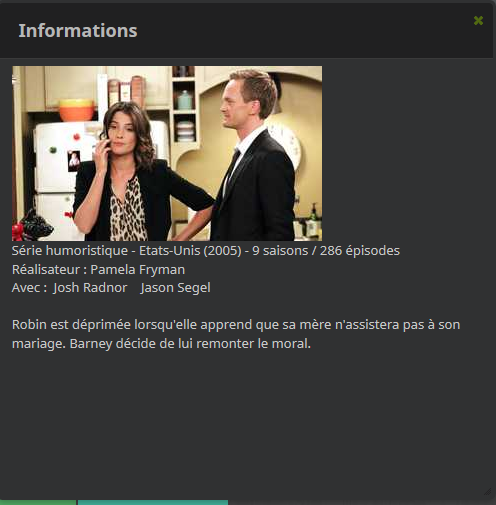 Informations
Série humoristique - Etats-Unis (2005) - 9 saisons / 286 épisodes
Réalisateur : Pamela Fryman
Avec : Josh Radnor Jason Segel
Robin est déprimée lorsqu'elle apprend que sa mère n'assistera pas à son
mariage. Barney décide de lui remonter le moral.